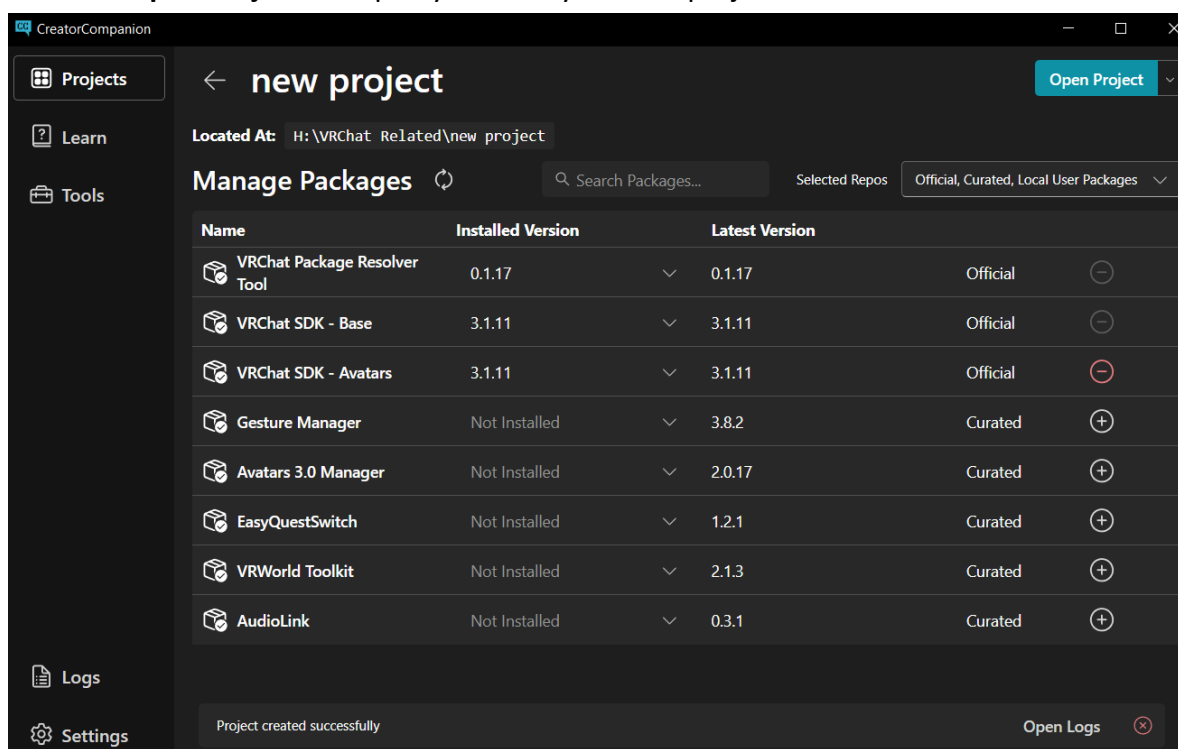 CreatorCompanion
Projects
Learn
Tools
Logs
Settings
new project
Open Project
Located At: H:\VRChat Related\new project
Manage Packages
Search Packages...
Selected Repos
Official, Curated, Local User Packages
Name Installed Version Latest Version
VRChat Package Resolver
Tool
0.1.17 0.1.17 Official
VRChat SDK - Base 3.1.11 3.1.11 Official
VRChat SDK - Avatars 3.1.11 3.1.11 Official
Gesture Manager Not Installed 3.8.2 Curated
Avatars 3.0 Manager Not Installed 2.0.17 Curated
EasyQuestSwitch Not Installed 1.2.1 Curated
VRWorld Toolkit Not Installed 2.1.3 Curated
AudioLink Not Installed 0.3.1 Curated
Project created successfully Open Logs